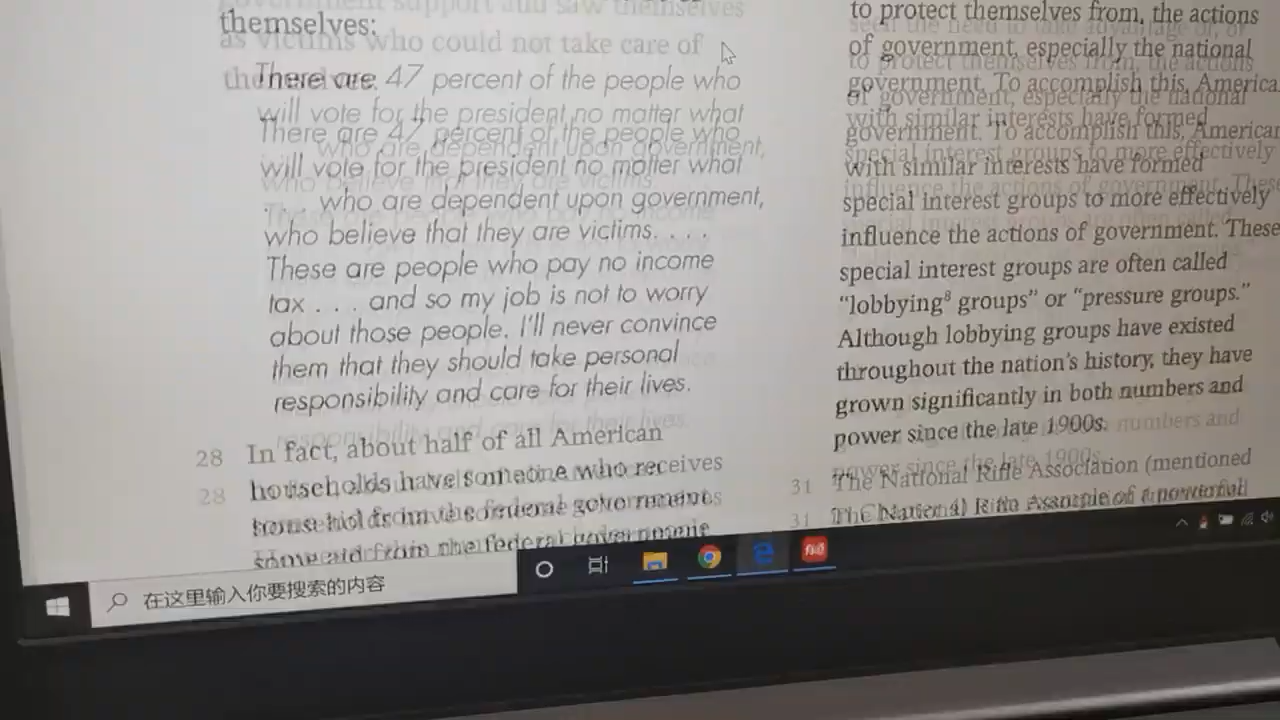 themselves:
There are 47 percent of the people who
will vote for the president no matter what
. . . who are dependent upon government,
who believe that they are victims. . . .
These are people who pay no income
tax . . . and so my job is not to worry
about those people. I'll never convince
them that they should take personal
responsibility and care for their lives.
28 In fact, about half of all American
households have someone who receives
to protect themselves from, the actions
of government, especially the national
government. To accomplish this, America
with similar interests have formed
special interest groups to more effectively
influence the actions of government. These
special interest groups are often called
“lobbying⁸ groups” or “pressure groups.”
Although lobbying groups have existed
throughout the nation's history, they have
grown significantly in both numbers and
power since the late 1900s.
31 The National Rifle Association (mentioned
在这里输入你要搜索的内容